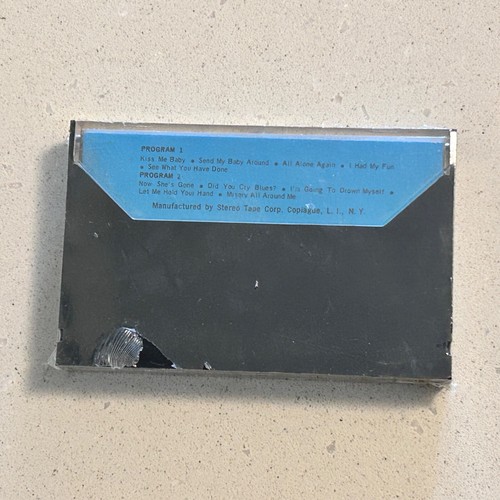 PROGRAM 1
Kiss Me Baby • Send My Baby Around • All Alone Again • I Had My Fun
• See What You Have Done
PROGRAM 2
Now She's Gone • Did You Cry Blues? • I'm Going To Drown Myself •
Let Me Hold You Hand • Misery All Around Me
Manufactured by Stereo Tape Corp. Copiague, L. I., N. Y.